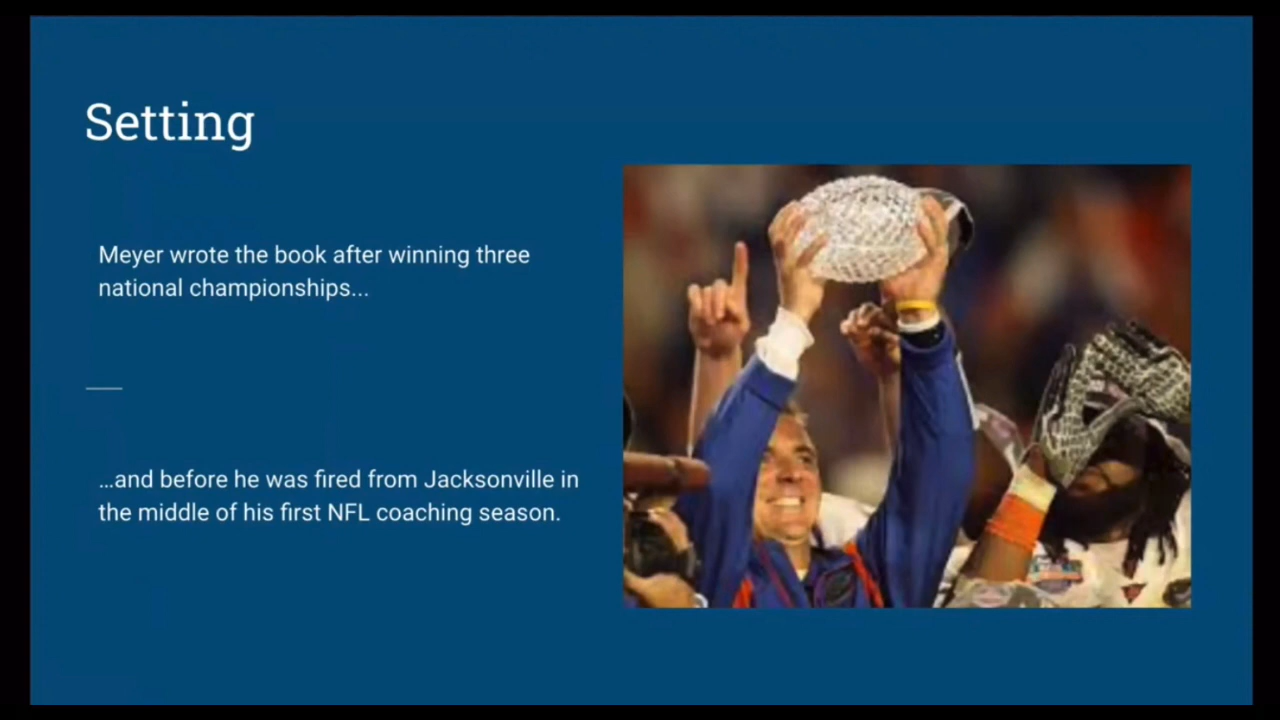 Setting
Meyer wrote the book after winning three
national championships...
...and before he was fired from Jacksonville in
the middle of his first NFL coaching season.